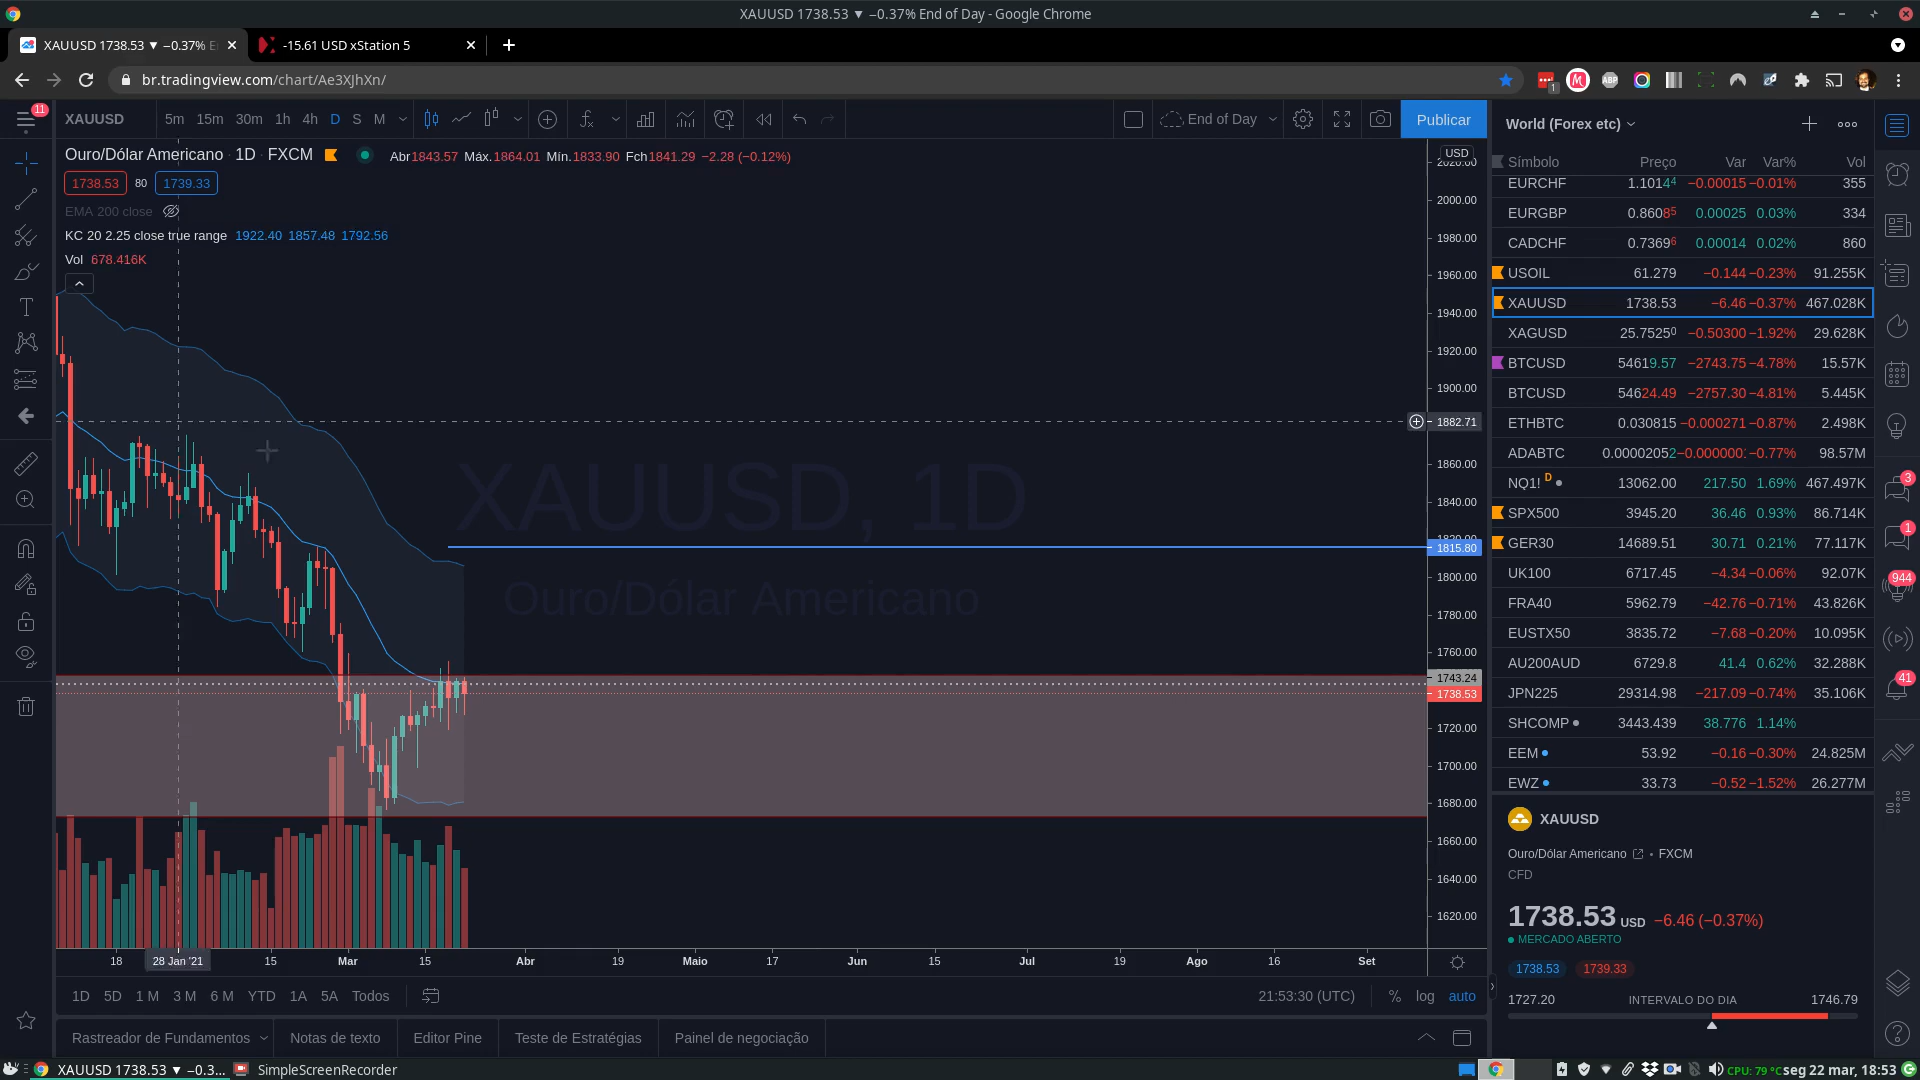 XAUUSD 1738.53 ▼ −0.37% End of Day - Google Chrome
XAUUSD 1738.53 ▼ −0.37% E
-15.61 USD xStation 5
br.tradingview.com/chart/Ae3XJhXn/
11
XAUUSD 5m 15m 30m 1h 4h D S M
End of Day
Publicar
Ouro/Dólar Americano · 1D · FXCM
Abr1843.57 Máx.1864.01 Mín.1833.90 Fch1841.29 −2.28 (−0.12%)
1738.53 80 1739.33
EMA 200 close
KC 20 2.25 close true range 1922.40 1857.48 1792.56
Vol 678.416K
XAUUSD, 1D
Ouro/Dólar Americano
USD
2020.00
2000.00
1980.00
1960.00
1940.00
1920.00
1900.00
1882.71
1860.00
1840.00
1820.00
1815.80
1800.00
1780.00
1760.00
1743.24
1738.53
1720.00
1700.00
1680.00
1660.00
1640.00
1620.00
18 28 Jan '21 15 Mar 15 Abr 19 Maio 17 Jun 15 Jul 19 Ago 16 Set
1D 5D 1 M 3 M 6 M YTD 1A 5A Todos
21:53:30 (UTC) % log auto
Rastreador de Fundamentos Notas de texto Editor Pine Teste de Estratégias Painel de negociação
World (Forex etc)
Símbolo Preço Var Var% Vol
EURCHF 1.10144 −0.00015 −0.01% 355
EURGBP 0.86085 0.00025 0.03% 334
CADCHF 0.73696 0.00014 0.02% 860
USOIL 61.279 −0.144 −0.23% 91.255K
XAUUSD 1738.53 −6.46 −0.37% 467.028K
XAGUSD 25.75250 −0.50300 −1.92% 29.628K
BTCUSD 54619.57 −2743.75 −4.78% 15.57K
BTCUSD 54624.49 −2757.30 −4.81% 5.445K
ETHBTC 0.030815 −0.000271 −0.87% 2.498K
ADABTC 0.00002052 −0.000000: −0.77% 98.57M
NQ1! D 13062.00 217.50 1.69% 467.497K
SPX500 3945.20 36.46 0.93% 86.714K
GER30 14689.51 30.71 0.21% 77.117K
UK100 6717.45 −4.34 −0.06% 92.07K
FRA40 5962.79 −42.76 −0.71% 43.826K
EUSTX50 3835.72 −7.68 −0.20% 10.095K
AU200AUD 6729.8 41.4 0.62% 32.288K
JPN225 29314.98 −217.09 −0.74% 35.106K
SHCOMP 3443.439 38.776 1.14%
EEM 53.92 −0.16 −0.30% 24.825M
EWZ 33.73 −0.52 −1.52% 26.277M
XAUUSD
Ouro/Dólar Americano • FXCM
CFD
1738.53 USD −6.46 (−0.37%)
MERCADO ABERTO
1738.53 1739.33
1727.20 INTERVALO DO DIA 1746.79
3
1
944
41
XAUUSD 1738.53 ▼ −0.3...
SimpleScreenRecorder
CPU: 79 °C seg 22 mar, 18:53